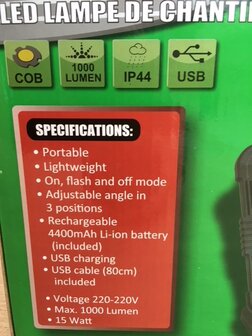 LED LAMPE DE CHANTI
COB
1000
LUMEN
IP44
USB
SPECIFICATIONS:
• Portable
• Lightweight
• On, flash and off mode
• Adjustable angle in
3 positions
• Rechargeable
4400mAh Li-ion battery
(included)
• USB charging
• USB cable (80cm)
included
• Voltage 220-220V
• Max. 1000 Lumen
• 15 Watt